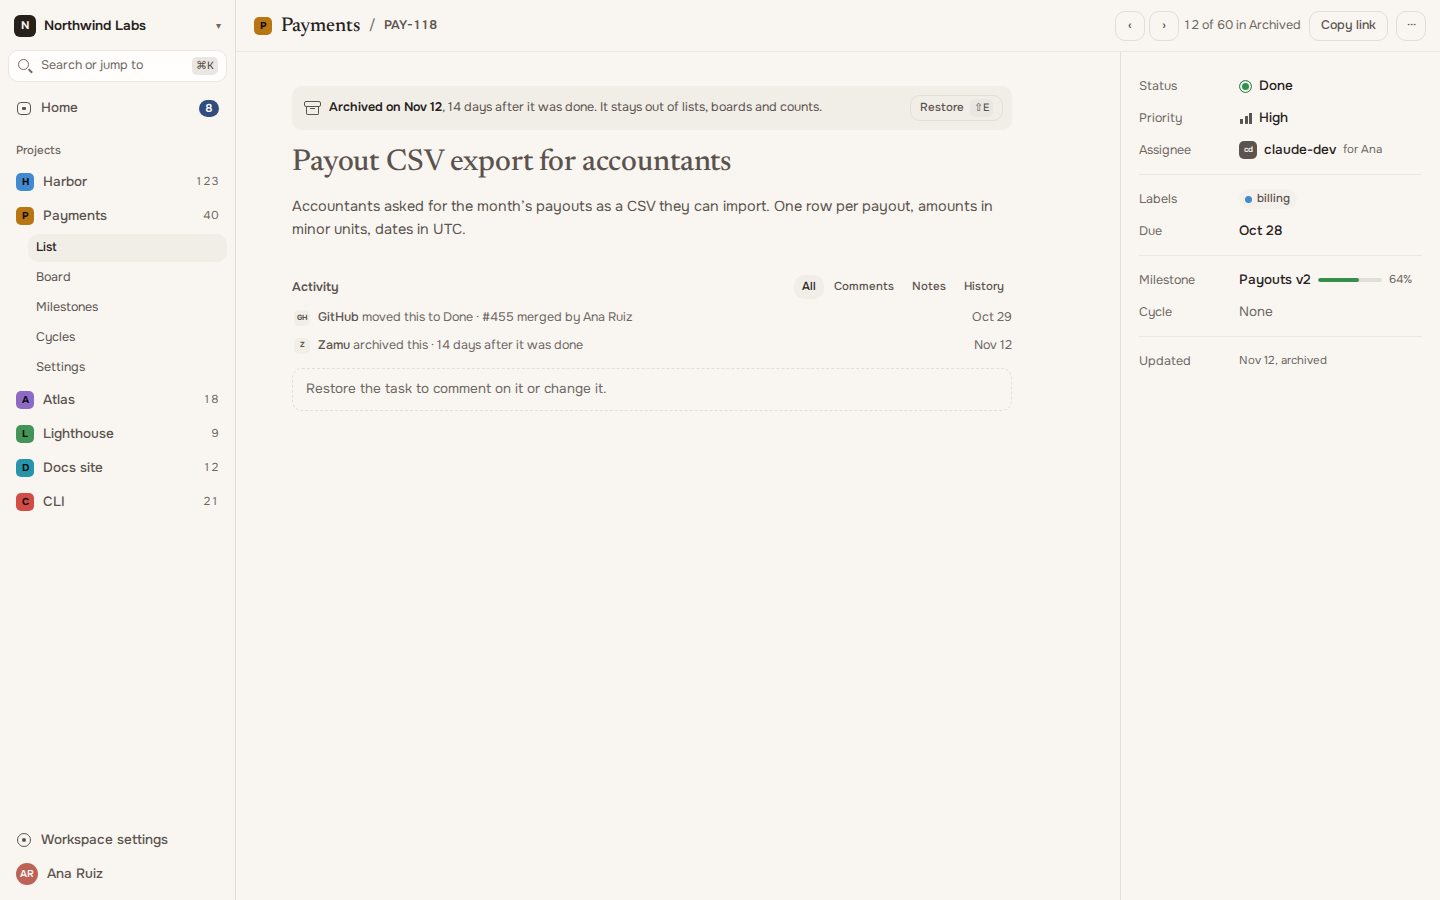 N Northwind Labs ▾
Search or jump to ⌘K
Home 8
Projects
H Harbor 123
P Payments 40
List
Board
Milestones
Cycles
Settings
A Atlas 18
L Lighthouse 9
D Docs site 12
C CLI 21
Workspace settings
AR Ana Ruiz
P Payments / PAY-118
‹ › 12 of 60 in Archived Copy link ···
Archived on Nov 12, 14 days after it was done. It stays out of lists, boards and counts. Restore ⇧E
Payout CSV export for accountants
Accountants asked for the month’s payouts as a CSV they can import. One row per payout, amounts in
minor units, dates in UTC.
Activity All Comments Notes History
GH GitHub moved this to Done · #455 merged by Ana Ruiz Oct 29
Z Zamu archived this · 14 days after it was done Nov 12
Restore the task to comment on it or change it.
Status Done
Priority High
Assignee cd claude-dev for Ana
Labels billing
Due Oct 28
Milestone Payouts v2 64%
Cycle None
Updated Nov 12, archived